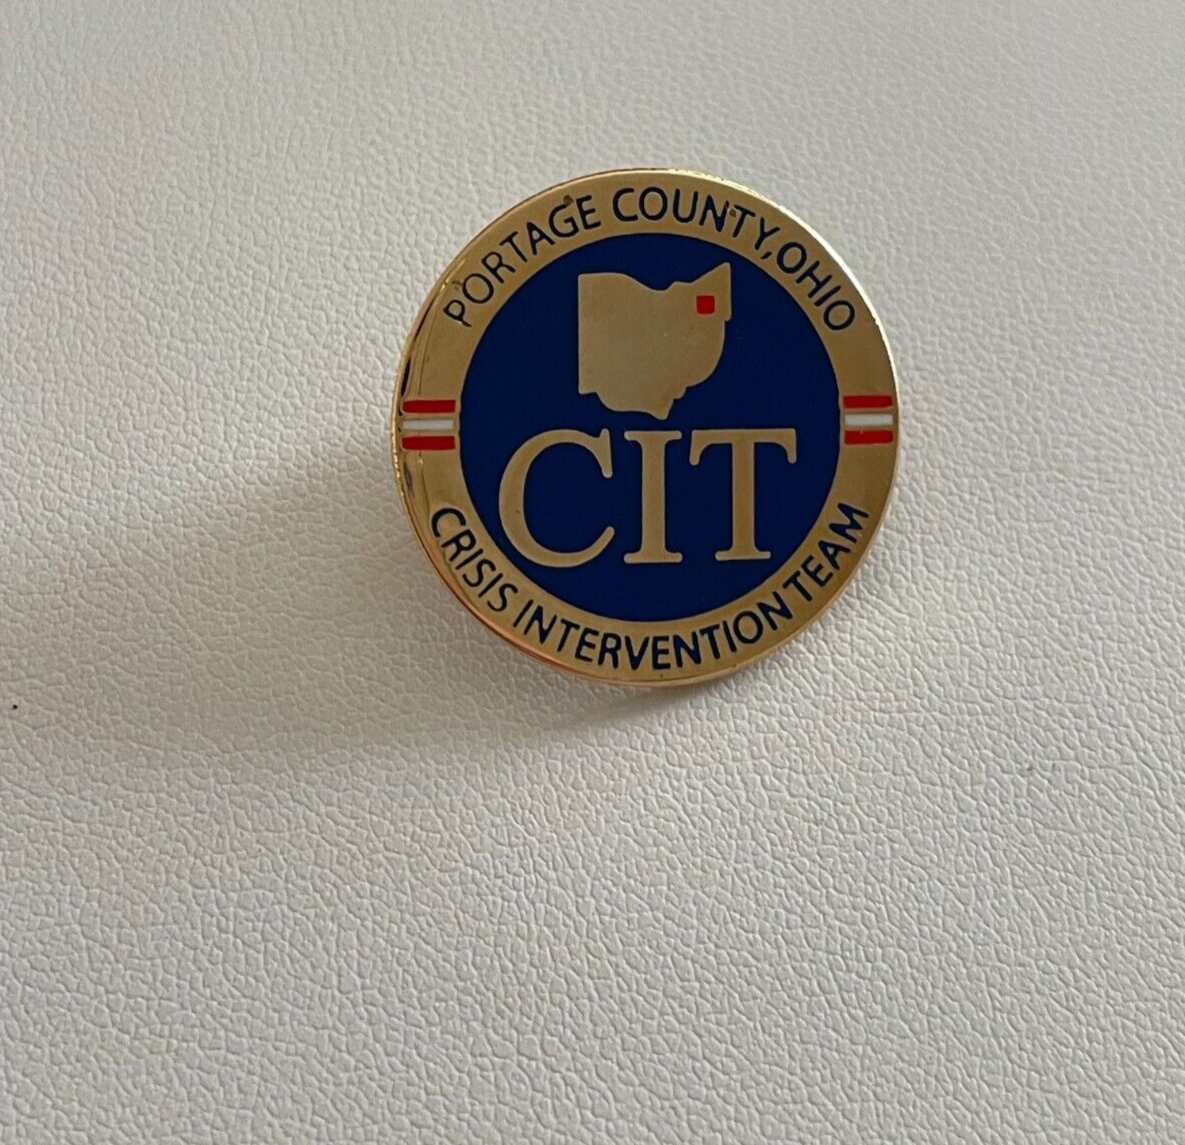 PORTAGE COUNTY, OHIO
CIT
CRISIS INTERVENTION TEAM